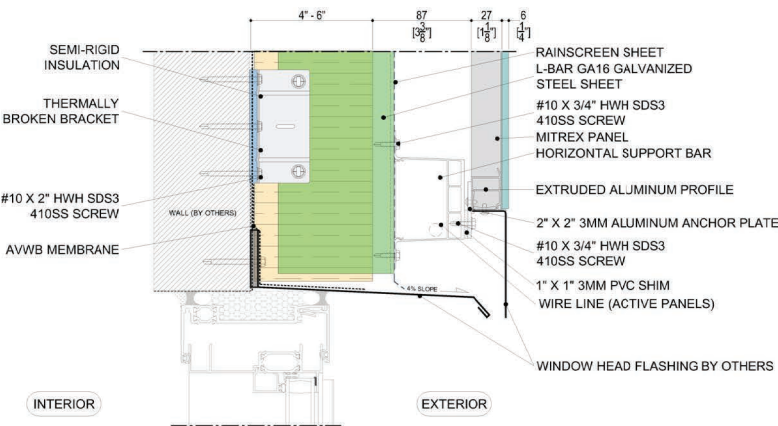 4" - 6"
87
[3 3/8"]
27
[1 1/8"]
6
[1/4"]
SEMI-RIGID
INSULATION
THERMALLY
BROKEN BRACKET
#10 X 2" HWH SDS3
410SS SCREW
WALL (BY OTHERS)
AVWB MEMBRANE
RAINSCREEN SHEET
L-BAR GA16 GALVANIZED
STEEL SHEET
#10 X 3/4" HWH SDS3
410SS SCREW
MITREX PANEL
HORIZONTAL SUPPORT BAR
EXTRUDED ALUMINUM PROFILE
2" X 2" 3MM ALUMINUM ANCHOR PLATE
#10 X 3/4" HWH SDS3
410SS SCREW
1" X 1" 3MM PVC SHIM
WIRE LINE (ACTIVE PANELS)
4% SLOPE
WINDOW HEAD FLASHING BY OTHERS
INTERIOR
EXTERIOR